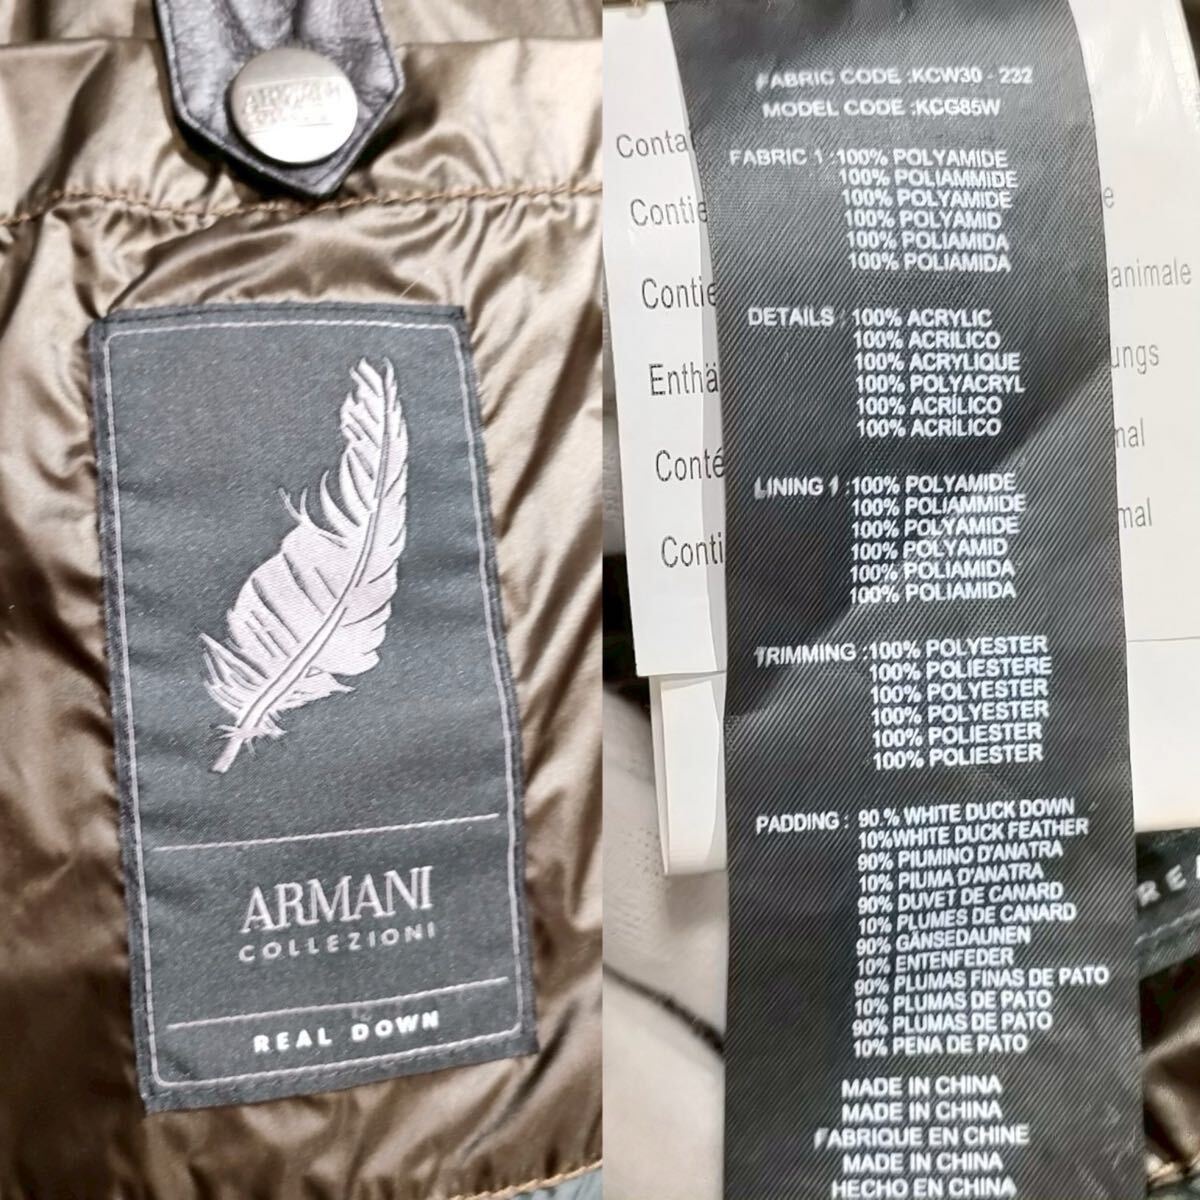 ARMANI
ARMANI
COLLEZIONI
REAL DOWN
FABRIC CODE :KCW30 - 232
MODEL CODE :KCG85W
FABRIC 1 :100% POLYAMIDE
100% POLIAMMIDE
100% POLYAMIDE
100% POLYAMID
100% POLIAMIDA
100% POLIAMIDA
DETAILS : 100% ACRYLIC
100% ACRILICO
100% ACRYLIQUE
100% POLYACRYL
100% ACRÍLICO
100% ACRÍLICO
LINING 1 :100% POLYAMIDE
100% POLIAMMIDE
100% POLYAMIDE
100% POLYAMID
100% POLIAMIDA
100% POLIAMIDA
TRIMMING :100% POLYESTER
100% POLIESTERE
100% POLYESTER
100% POLYESTER
100% POLIESTER
100% POLIESTER
PADDING : 90.% WHITE DUCK DOWN
10%WHITE DUCK FEATHER
90% PIUMINO D'ANATRA
10% PIUMA D'ANATRA
90% DUVET DE CANARD
10% PLUMES DE CANARD
90% GÄNSEDAUNEN
10% ENTENFEDER
90% PLUMAS FINAS DE PATO
10% PLUMAS DE PATO
90% PLUMAS DE PATO
10% PENA DE PATO
MADE IN CHINA
MADE IN CHINA
FABRIQUE EN CHINE
MADE IN CHINA
HECHO EN CHINA
Conta
Contie
Contie
animale
Enthä
ungs
Conté
nal
Conti
mal